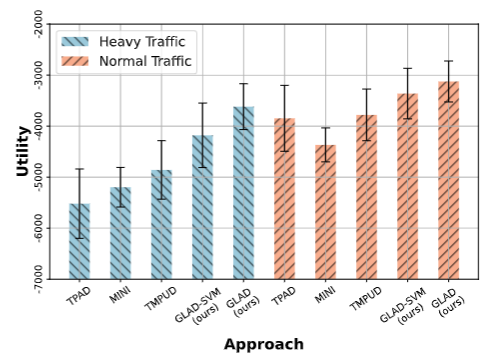 Heavy Traffic
Normal Traffic
Utility
-2000
-3000
-4000
-5000
-6000
-7000
TPAD
MINI
TMPUD
GLAD-SVM
(ours)
GLAD
(ours)
TPAD
MINI
TMPUD
GLAD-SVM
(ours)
GLAD
(ours)
Approach